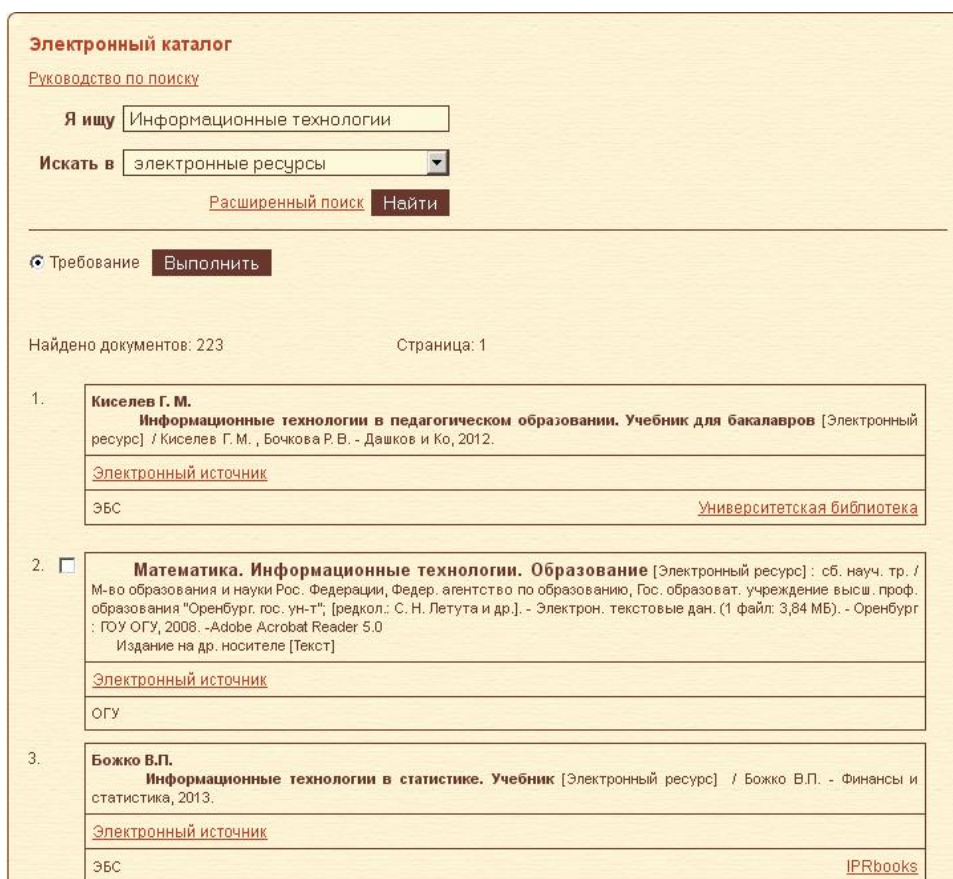 Электронный каталог
Руководство по поиску
Я ищу Информационные технологии
Искать в электронные ресурсы
Расширенный поиск Найти
Требование Выполнить
Найдено документов: 223 Страница: 1
1. Киселев Г. М.
Информационные технологии в педагогическом образовании. Учебник для бакалавров [Электронный
ресурс] / Киселев Г. М. , Бочкова Р. В. - Дашков и Ко, 2012.
Электронный источник
ЭБС Университетская библиотека
2. Математика. Информационные технологии. Образование [Электронный ресурс] : сб. науч. тр. /
М-во образования и науки Рос. Федерации, Федер. агентство по образованию, Гос. образоват. учреждение высш. проф.
образования "Оренбург. гос. ун-т"; [редкол.: С. Н. Летута и др.]. - Электрон. текстовые дан. (1 файл: 3,84 МБ). - Оренбург
: ГОУ ОГУ, 2008. -Adobe Acrobat Reader 5.0
Издание на др. носителе [Текст]
Электронный источник
ОГУ
3. Божко В.П.
Информационные технологии в статистике. Учебник [Электронный ресурс] / Божко В.П. - Финансы и
статистика, 2013.
Электронный источник
ЭБС IPRbooks